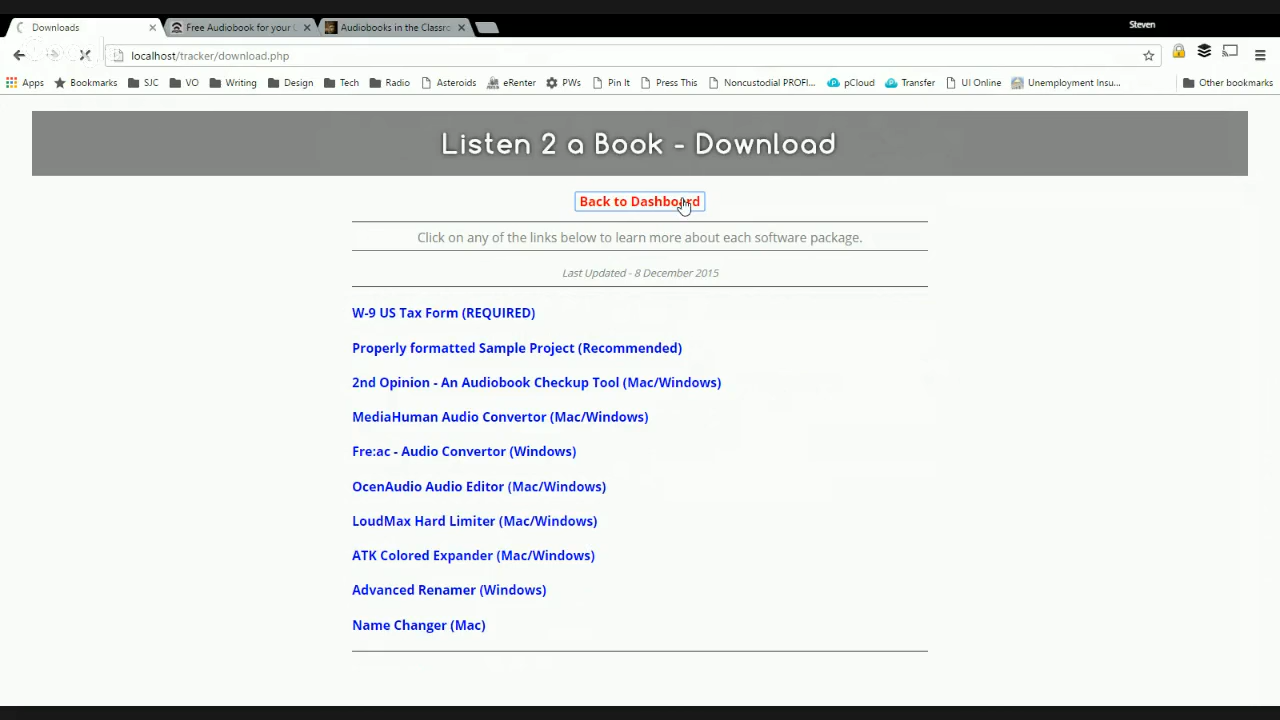 Steven
Downloads
Free Audiobook for your
Audiobooks in the Classro
localhost/tracker/download.php
Apps Bookmarks SJC VO Writing Design Tech Radio Asteroids eRenter PWs Pin It Press This Noncustodial PROFI... pCloud Transfer UI Online Unemployment Insu... Other bookmarks
Listen 2 a Book - Download
Back to Dashboard
Click on any of the links below to learn more about each software package.
Last Updated - 8 December 2015
W-9 US Tax Form (REQUIRED)
Properly formatted Sample Project (Recommended)
2nd Opinion - An Audiobook Checkup Tool (Mac/Windows)
MediaHuman Audio Convertor (Mac/Windows)
Fre:ac - Audio Convertor (Windows)
OcenAudio Audio Editor (Mac/Windows)
LoudMax Hard Limiter (Mac/Windows)
ATK Colored Expander (Mac/Windows)
Advanced Renamer (Windows)
Name Changer (Mac)